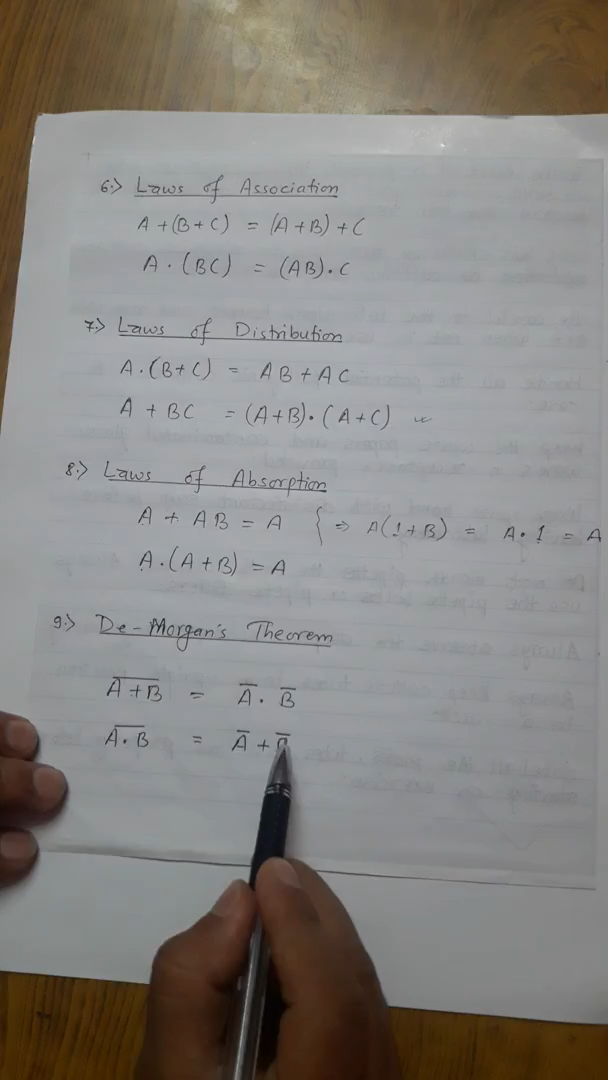 6:> Laws of Association
A + (B + C) = (A + B) + C
A . (BC) = (AB) . C
7:> Laws of Distribution
A . (B + C) = AB + AC
A + BC = (A + B) . (A + C)
8:> Laws of Absorption
A + AB = A { ⇒ A(1 + B) = A . 1 = A
A . (A + B) = A
9:> De-Morgan's Theorem
A̅ ̅+̅ ̅B̅ = A̅ . B̅
A̅ ̅.̅ ̅B̅ = A̅ +